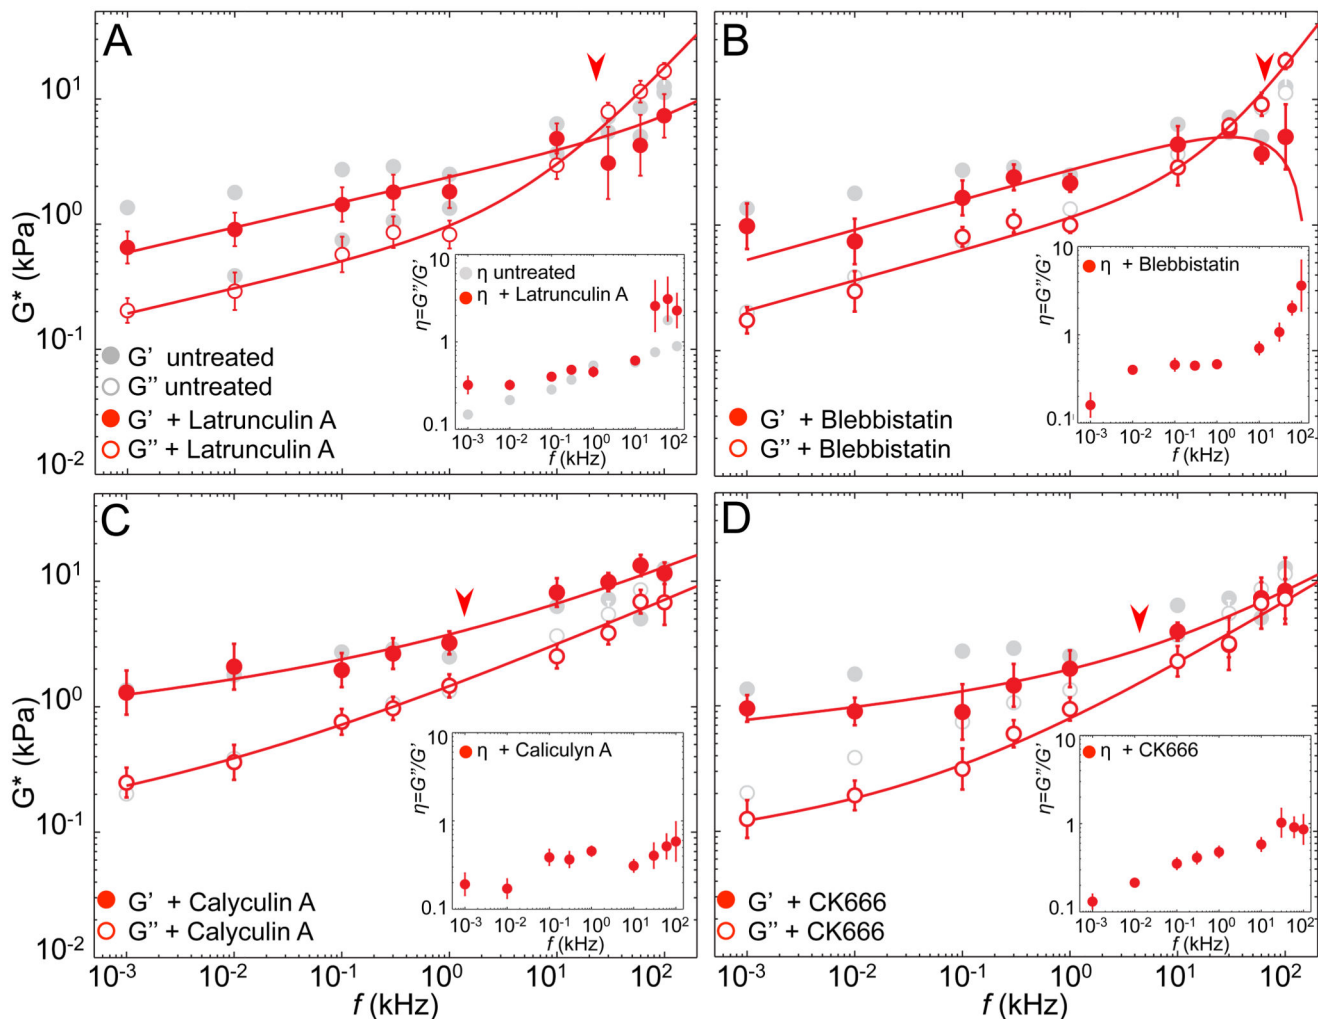 A
B
G* (kPa)
10¹
10⁰
10⁻¹
10⁻²
G’ untreated
G’’ untreated
G’ + Latrunculin A
G’’ + Latrunculin A
η=G’’/G’
10
1
0.1
η untreated
η + Latrunculin A
10⁻³ 10⁻² 10⁻¹ 10⁰ 10¹ 10²
f (kHz)
G’ + Blebbistatin
G’’ + Blebbistatin
η=G’’/G’
10
1
0.1
η + Blebbistatin
10⁻³ 10⁻² 10⁻¹ 10⁰ 10¹ 10²
f (kHz)
C
D
G* (kPa)
10¹
10⁰
10⁻¹
10⁻²
G’ + Calyculin A
G’’ + Calyculin A
η=G’’/G’
10
1
0.1
η + Caliculyn A
10⁻³ 10⁻² 10⁻¹ 10⁰ 10¹ 10²
f (kHz)
G’ + CK666
G’’ + CK666
η=G’’/G’
10
1
0.1
η + CK666
10⁻³ 10⁻² 10⁻¹ 10⁰ 10¹ 10²
f (kHz)
10⁻³ 10⁻² 10⁻¹ 10⁰ 10¹ 10²
f (kHz)
10⁻³ 10⁻² 10⁻¹ 10⁰ 10¹ 10²
f (kHz)